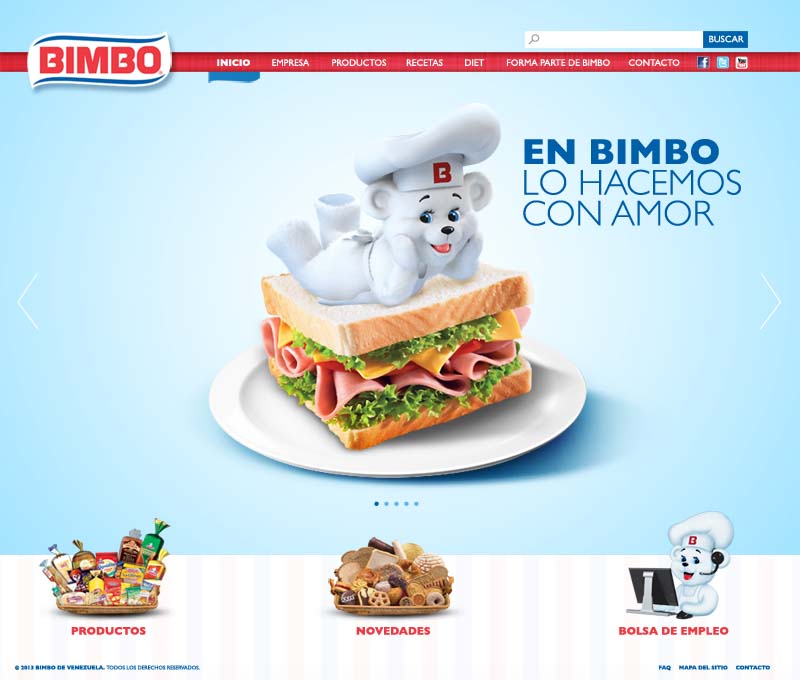 BUSCAR
BIMBO
INICIO EMPRESA PRODUCTOS RECETAS DIET FORMA PARTE DE BIMBO CONTACTO
B
EN BIMBO
LO HACEMOS
CON AMOR
B
PRODUCTOS NOVEDADES BOLSA DE EMPLEO
© 2013 BIMBO DE VENEZUELA. TODOS LOS DERECHOS RESERVADOS. FAQ MAPA DEL SITIO CONTACTO